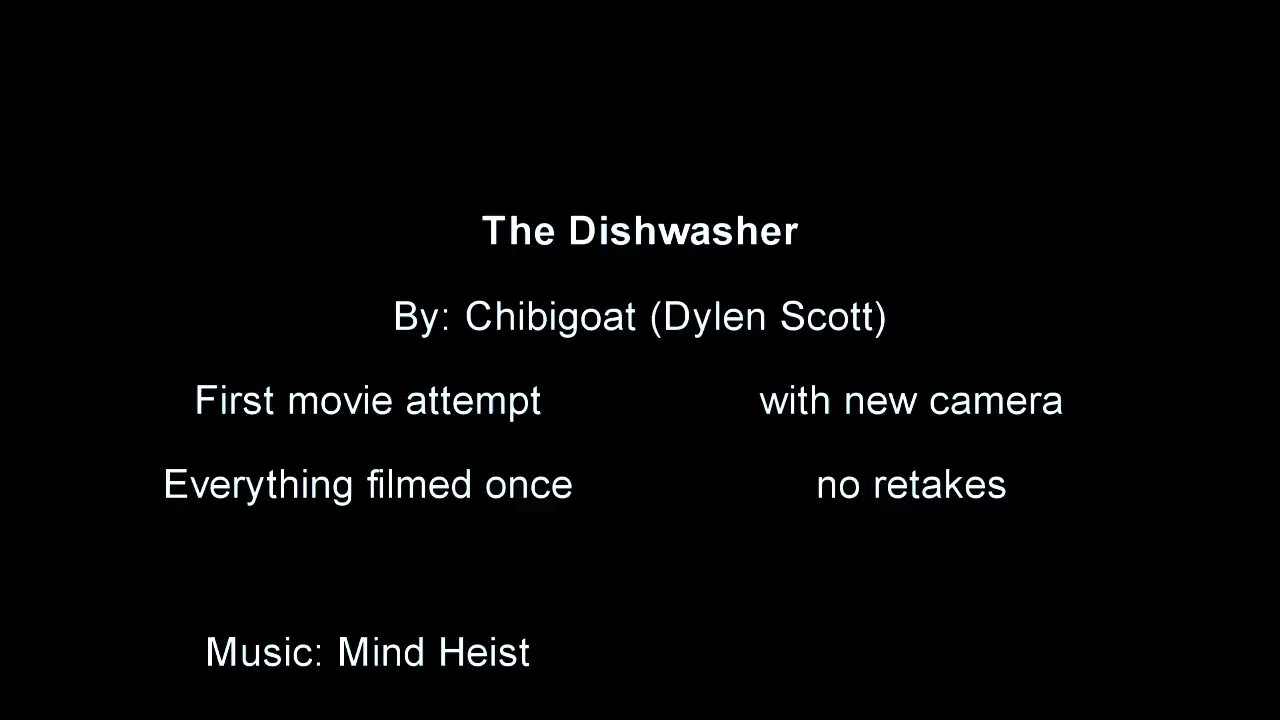 The Dishwasher
By: Chibigoat (Dylen Scott)
First movie attempt with new camera
Everything filmed once no retakes
Music: Mind Heist